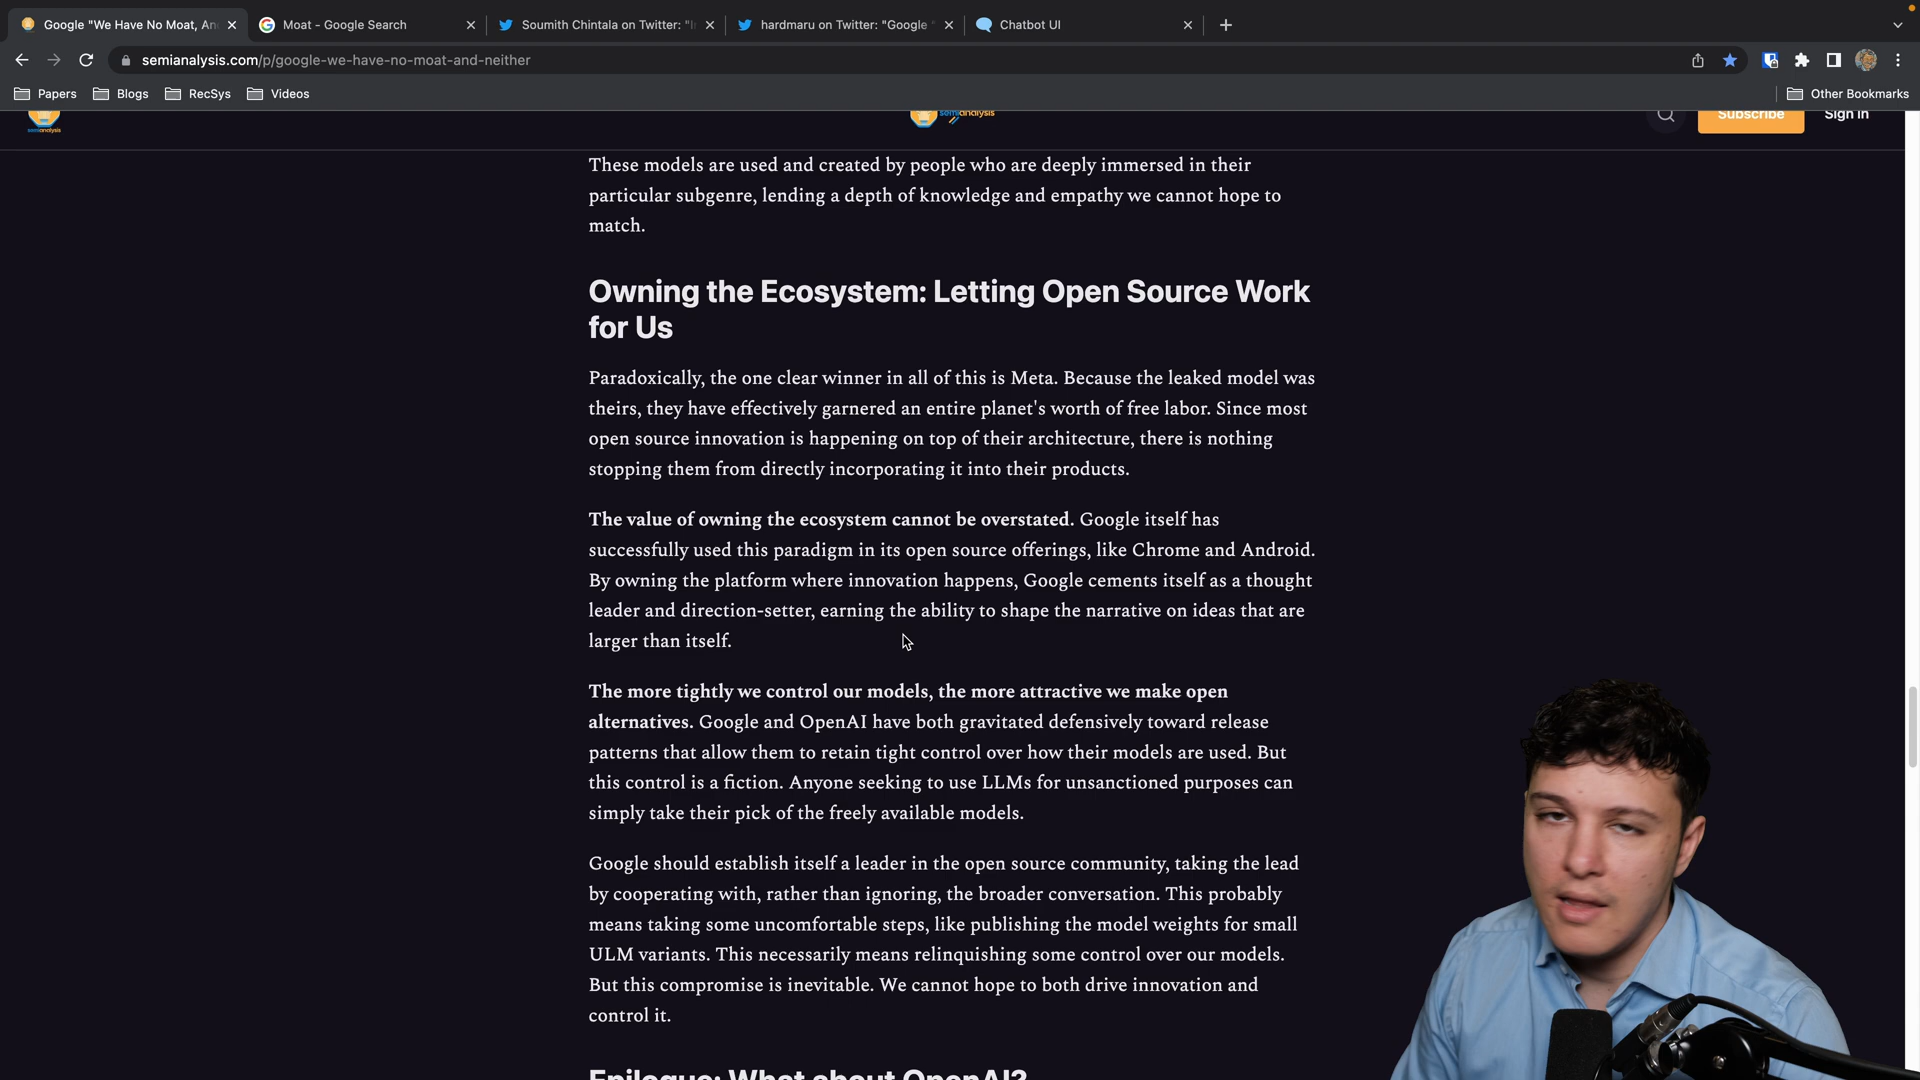 Google "We Have No Moat, An
Moat - Google Search
Soumith Chintala on Twitter: "I
hardmaru on Twitter: "Google "
Chatbot UI
semianalysis.com/p/google-we-have-no-moat-and-neither
Papers
Blogs
RecSys
Videos
Other Bookmarks
semianalysis
semianalysis
Subscribe
Sign in
These models are used and created by people who are deeply immersed in their
particular subgenre, lending a depth of knowledge and empathy we cannot hope to
match.
Owning the Ecosystem: Letting Open Source Work
for Us
Paradoxically, the one clear winner in all of this is Meta. Because the leaked model was
theirs, they have effectively garnered an entire planet's worth of free labor. Since most
open source innovation is happening on top of their architecture, there is nothing
stopping them from directly incorporating it into their products.
The value of owning the ecosystem cannot be overstated. Google itself has
successfully used this paradigm in its open source offerings, like Chrome and Android.
By owning the platform where innovation happens, Google cements itself as a thought
leader and direction-setter, earning the ability to shape the narrative on ideas that are
larger than itself.
The more tightly we control our models, the more attractive we make open
alternatives. Google and OpenAI have both gravitated defensively toward release
patterns that allow them to retain tight control over how their models are used. But
this control is a fiction. Anyone seeking to use LLMs for unsanctioned purposes can
simply take their pick of the freely available models.
Google should establish itself a leader in the open source community, taking the lead
by cooperating with, rather than ignoring, the broader conversation. This probably
means taking some uncomfortable steps, like publishing the model weights for small
ULM variants. This necessarily means relinquishing some control over our models.
But this compromise is inevitable. We cannot hope to both drive innovation and
control it.
Epilogue: What about OpenAI?